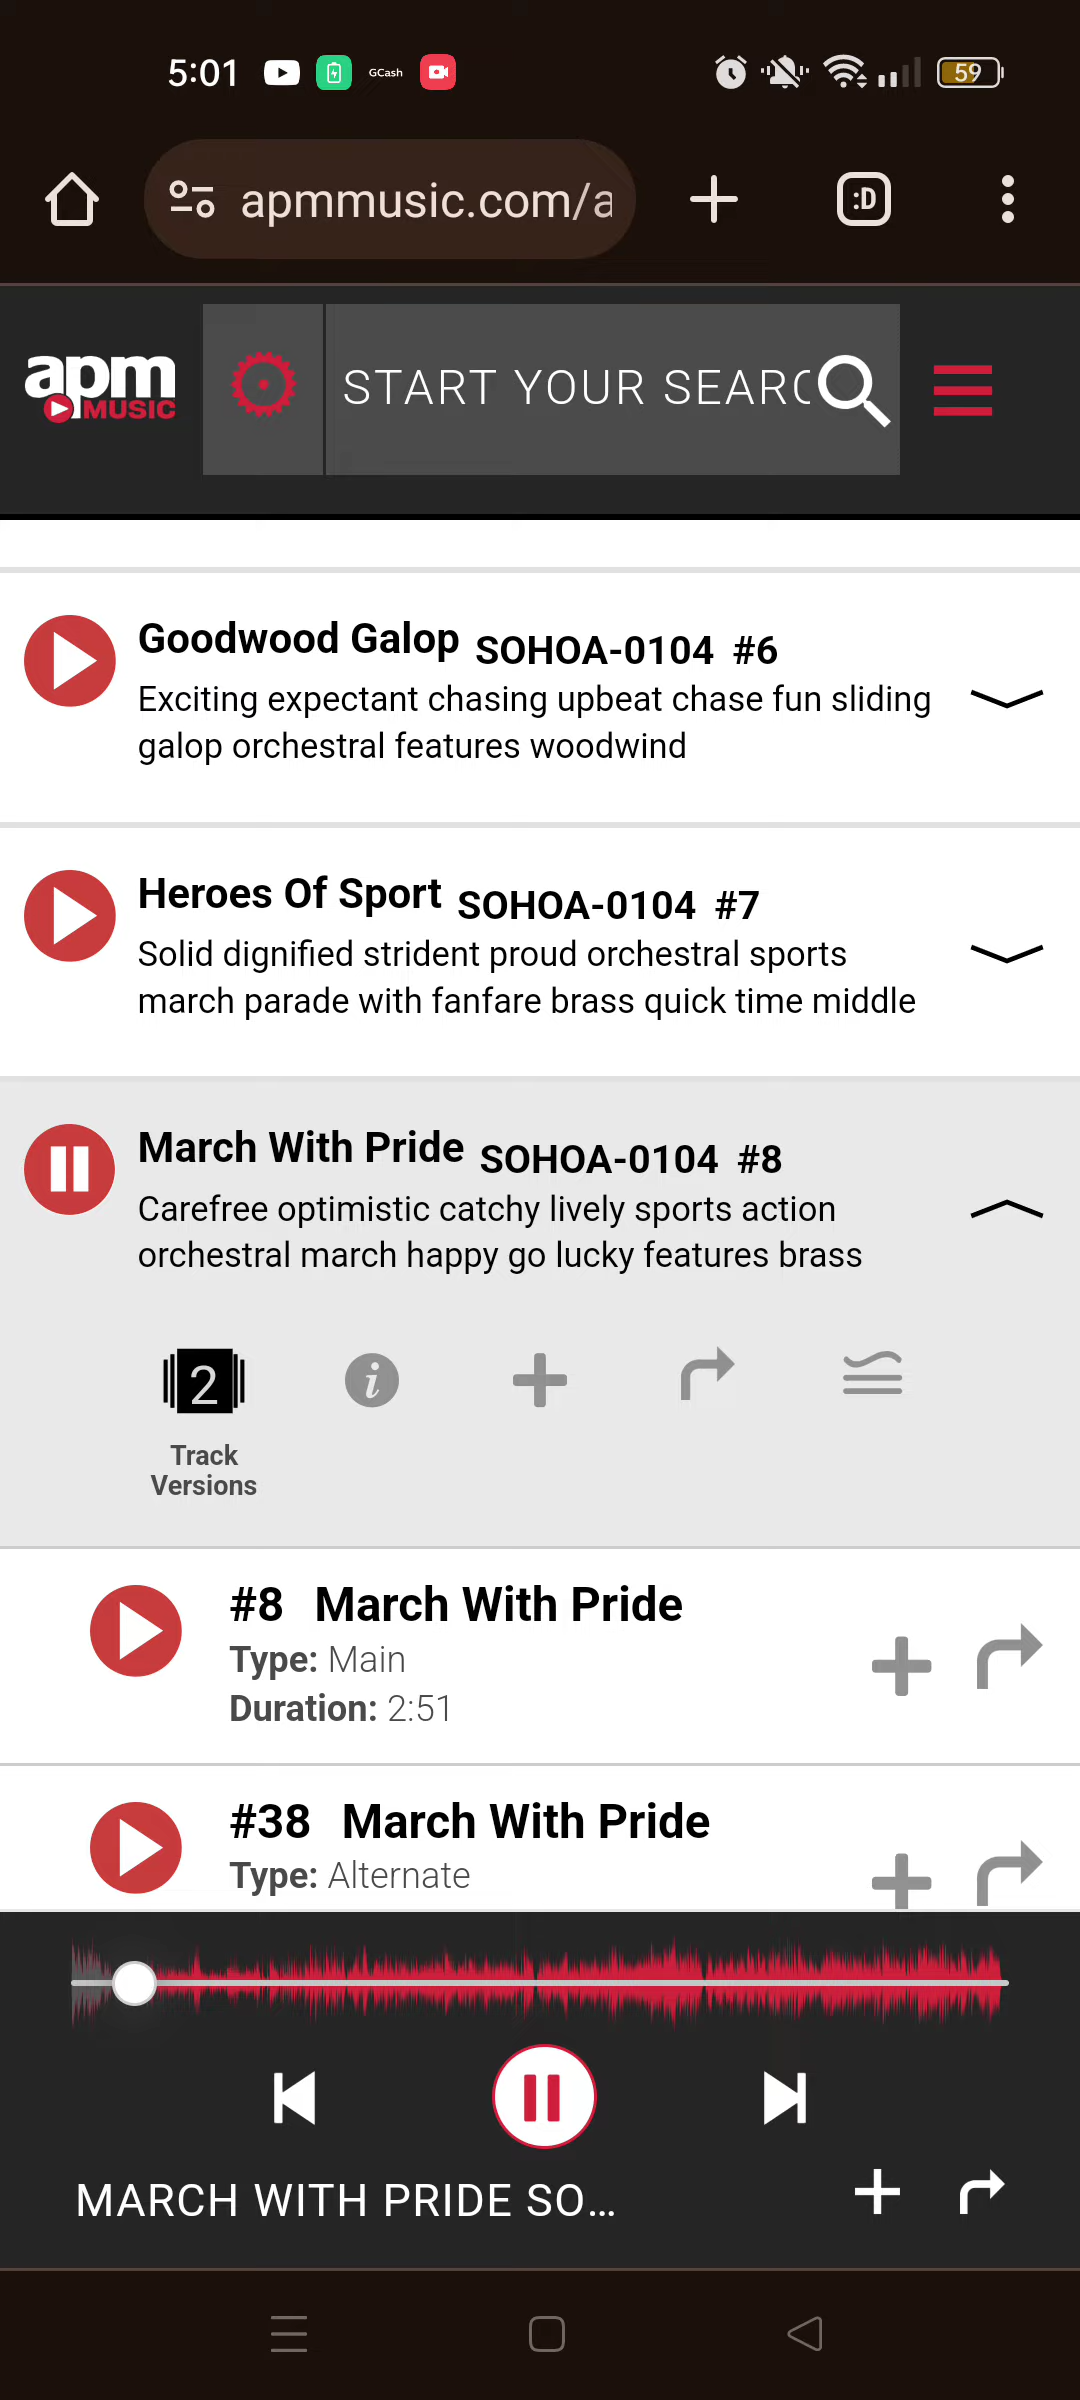 5:01
GCash
59
apmmusic.com/a
:D
apm
MUSIC
START YOUR SEARC
Goodwood Galop SOHOA-0104 #6
Exciting expectant chasing upbeat chase fun sliding
galop orchestral features woodwind
Heroes Of Sport SOHOA-0104 #7
Solid dignified strident proud orchestral sports
march parade with fanfare brass quick time middle
March With Pride SOHOA-0104 #8
Carefree optimistic catchy lively sports action
orchestral march happy go lucky features brass
2
i
Track
Versions
#8 March With Pride
Type: Main
Duration: 2:51
#38 March With Pride
Type: Alternate
MARCH WITH PRIDE SO...